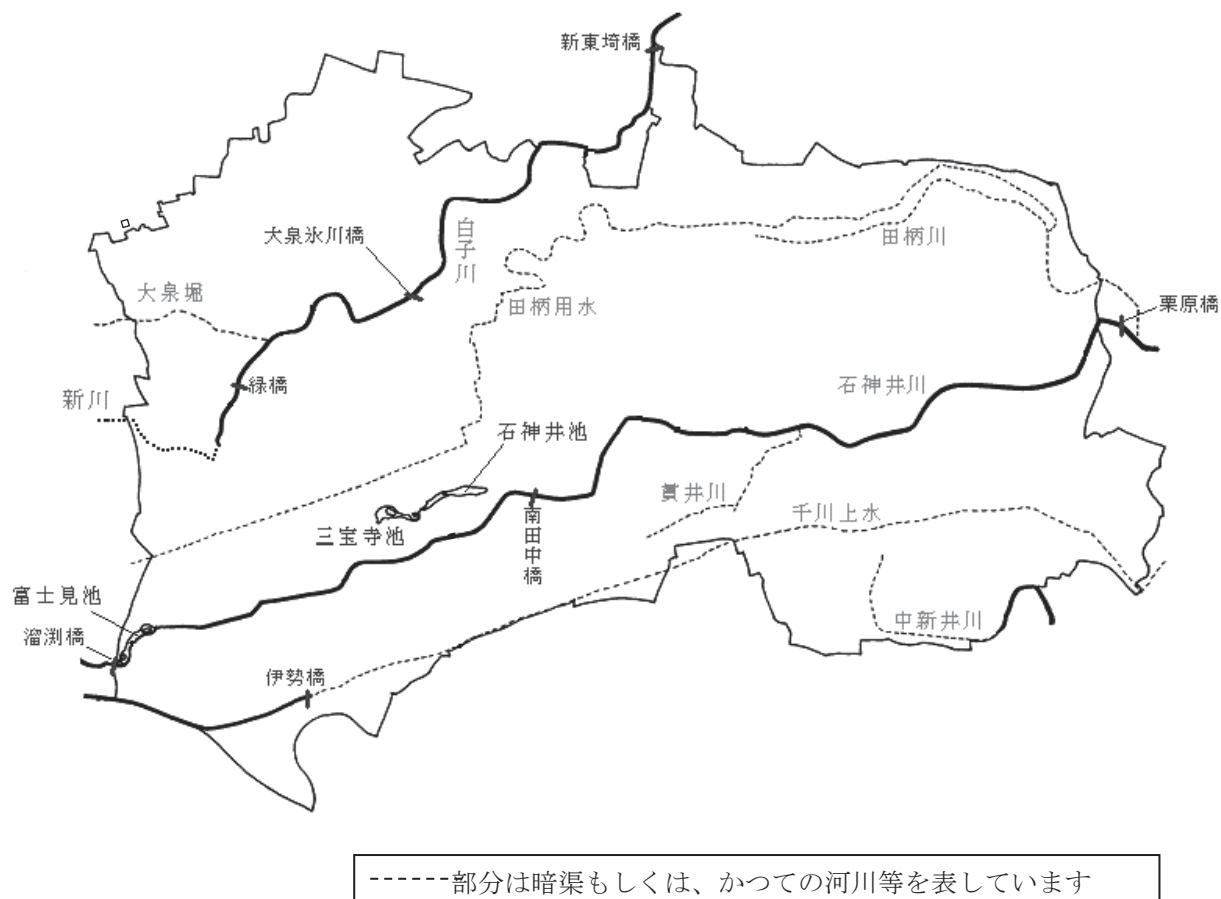 新東埼橋
大泉氷川橋
白子川
田柄川
大泉堀
田柄用水
栗原橋
緑橋
新川
石神井川
石神井池
貫井川
千川上水
三宝寺池
南田中橋
富士見池
中新井川
溜渕橋
伊勢橋
------部分は暗渠もしくは、かつての河川等を表しています